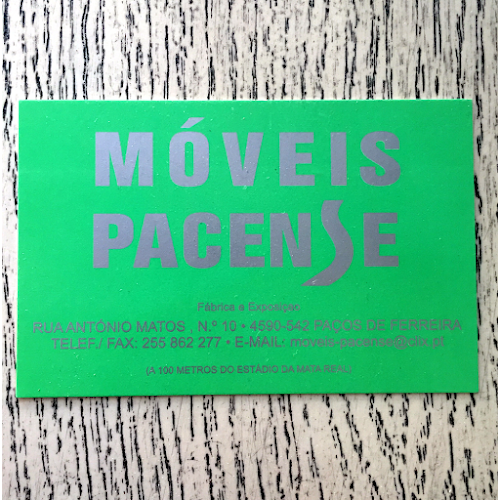 MÓVEIS
PACENSE
Fábrica e Exposição
RUA ANTÓNIO MATOS , N.º 10 • 4590-542 PAÇOS DE FERREIRA
TELEF./ FAX: 255 862 277 • E-MAIL: moveis-pacense@clix.pt
(A 100 METROS DO ESTÁDIO DA MATA REAL)